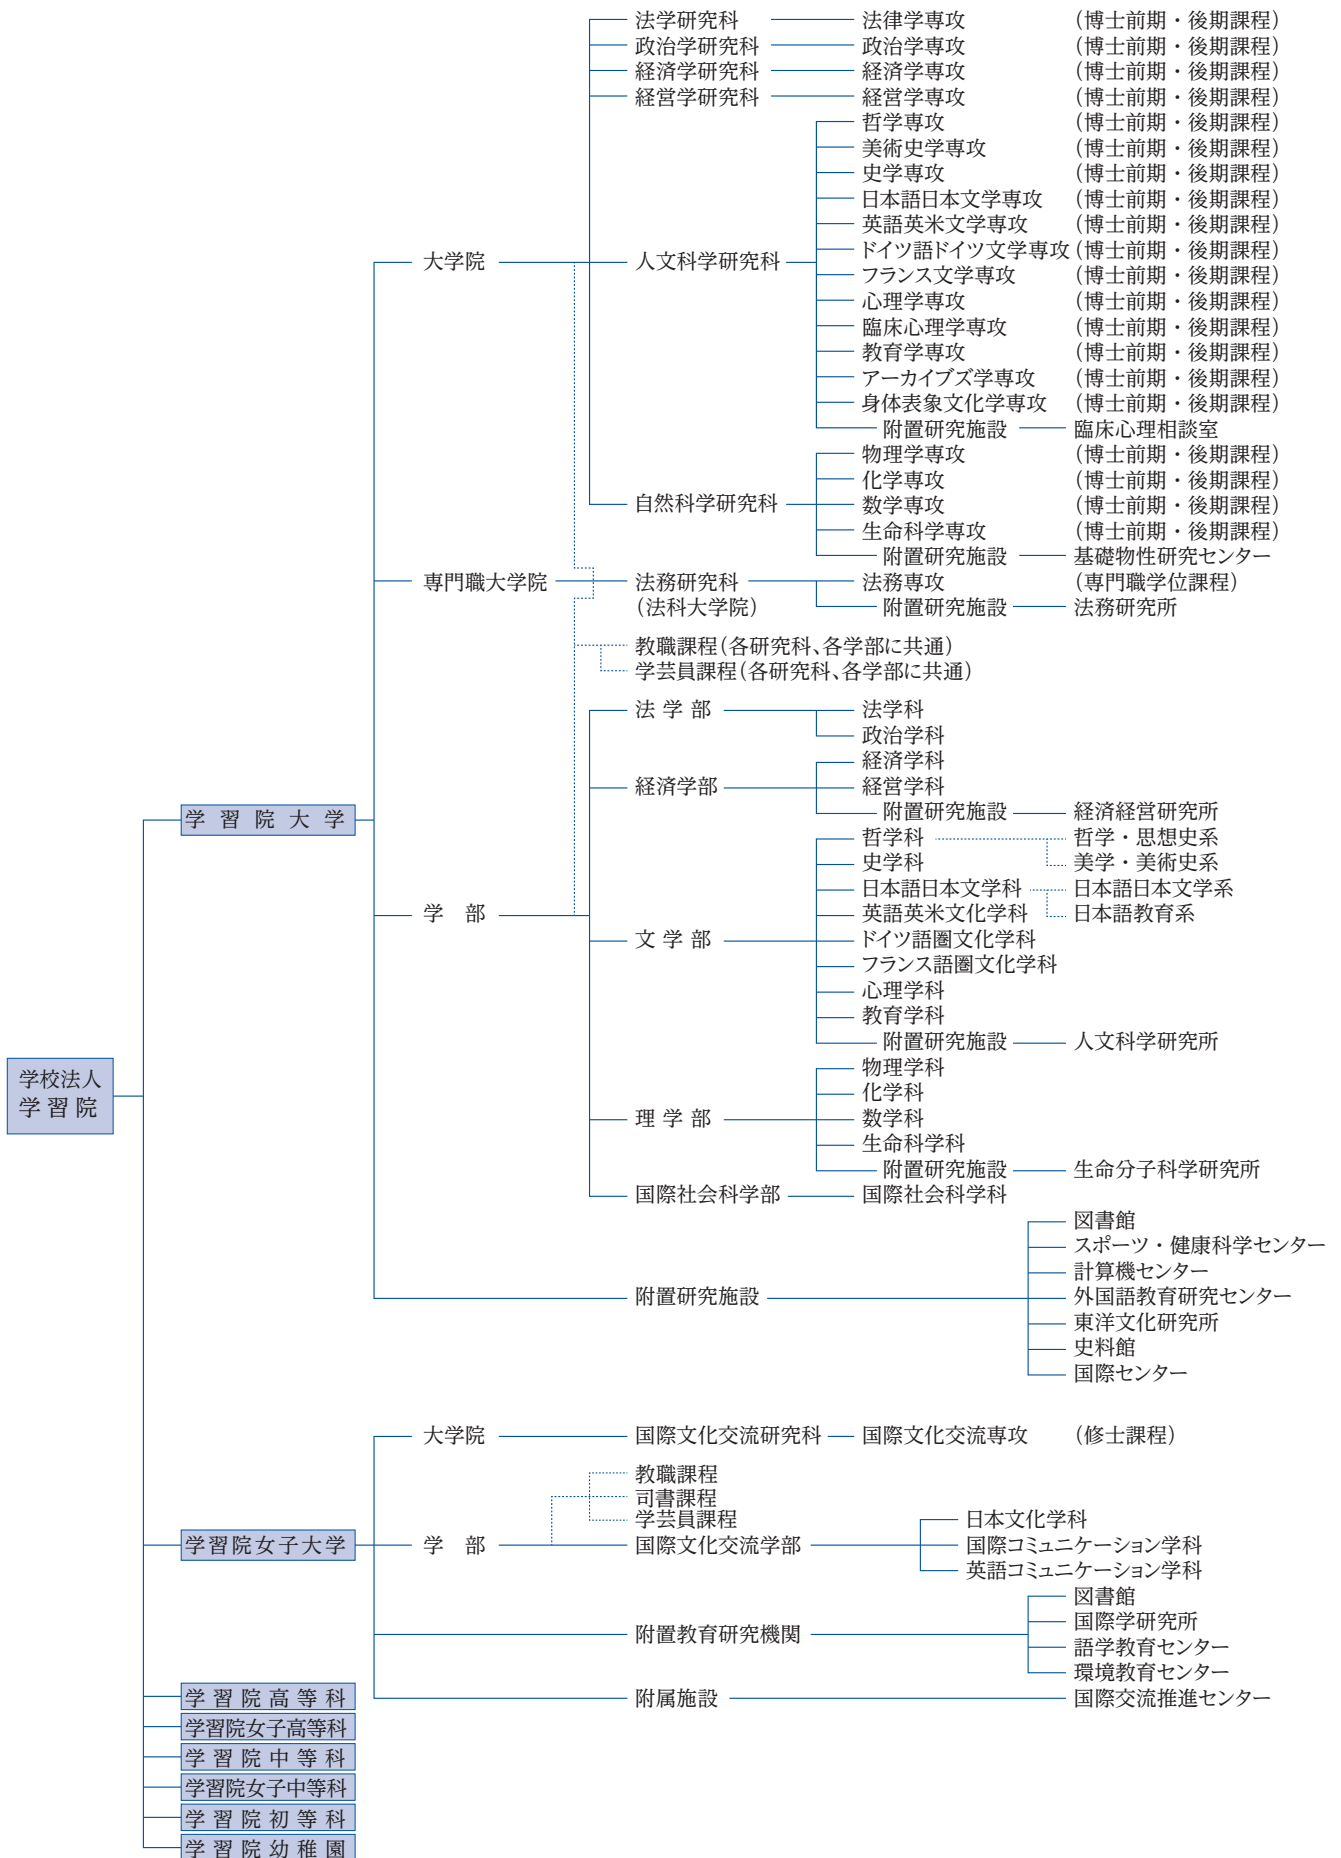 法学研究科 法律学専攻 (博士前期・後期課程)
政治学研究科 政治学専攻 (博士前期・後期課程)
経済学研究科 経済学専攻 (博士前期・後期課程)
経営学研究科 経営学専攻 (博士前期・後期課程)
哲学専攻 (博士前期・後期課程)
美術史学専攻 (博士前期・後期課程)
史学専攻 (博士前期・後期課程)
日本語日本文学専攻 (博士前期・後期課程)
英語英米文学専攻 (博士前期・後期課程)
ドイツ語ドイツ文学専攻 (博士前期・後期課程)
大学院 人文科学研究科
フランス文学専攻 (博士前期・後期課程)
心理学専攻 (博士前期・後期課程)
臨床心理学専攻 (博士前期・後期課程)
教育学専攻 (博士前期・後期課程)
アーカイブズ学専攻 (博士前期・後期課程)
身体表象文化学専攻 (博士前期・後期課程)
附置研究施設 臨床心理相談室
物理学専攻 (博士前期・後期課程)
化学専攻 (博士前期・後期課程)
自然科学研究科 数学専攻 (博士前期・後期課程)
生命科学専攻 (博士前期・後期課程)
附置研究施設 基礎物性研究センター
専門職大学院 法務研究科 法務専攻 (専門職学位課程)
(法科大学院) 附置研究施設 法務研究所
教職課程(各研究科、各学部に共通)
学芸員課程(各研究科、各学部に共通)
法学部 法学科
政治学科
経済学科
経済学部 経営学科
附置研究施設 経済経営研究所
学習院大学
哲学科 哲学・思想史系
史学科 美学・美術史系
日本語日本文学科 日本語日本文学系
学部 英語英米文化学科 日本語教育系
文学部 ドイツ語圏文化学科
フランス語圏文化学科
心理学科
教育学科
附置研究施設 人文科学研究所
物理学科
学校法人
学習院
化学科
理学部 数学科
生命科学科
附置研究施設 生命分子科学研究所
国際社会科学部 国際社会科学科
図書館
スポーツ・健康科学センター
計算機センター
附置研究施設 外国語教育研究センター
東洋文化研究所
史料館
国際センター
大学院 国際文化交流研究科 国際文化交流専攻 (修士課程)
教職課程
司書課程
学芸員課程
日本文化学科
学習院女子大学 学部 国際文化交流学部 国際コミュニケーション学科
英語コミュニケーション学科
図書館
国際学研究所
附置教育研究機関
語学教育センター
環境教育センター
附属施設 国際交流推進センター
学習院高等科
学習院女子高等科
学習院中等科
学習院女子中等科
学習院初等科
学習院幼稚園